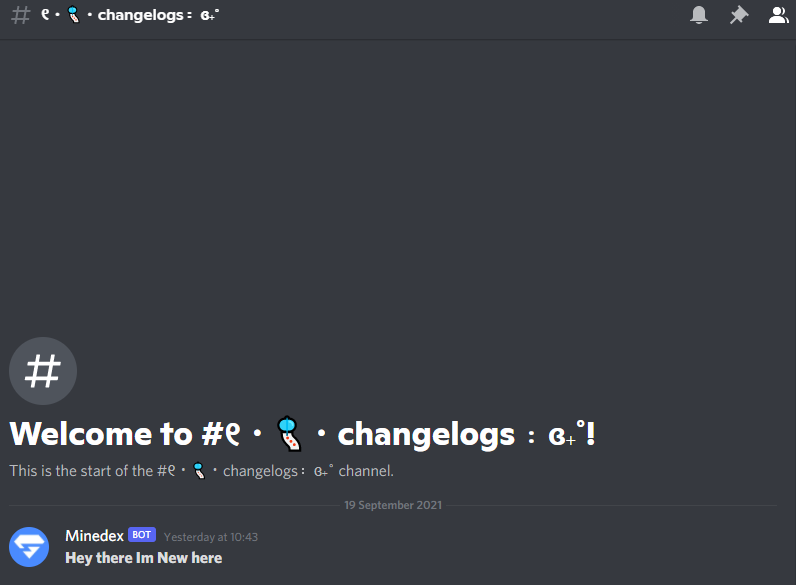 # ୧・🍄・changelogs﹕ɞ₊˚
Welcome to #୧・🍄・changelogs﹕ɞ₊˚!
This is the start of the #୧・🍄・changelogs﹕ɞ₊˚ channel.
19 September 2021
Minedex BOT Yesterday at 10:43
Hey there Im New here